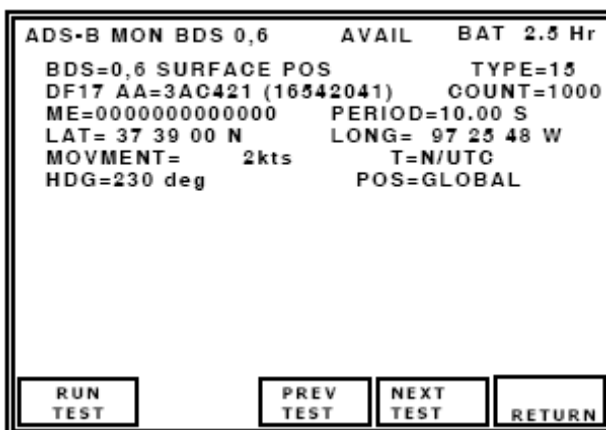 ADS-B MON BDS 0,6 AVAIL BAT 2.5 Hr
BDS=0,6 SURFACE POS TYPE=15
DF17 AA=3AC421 (16542041) COUNT=1000
ME=0000000000000 PERIOD=10.00 S
LAT= 37 39 00 N LONG= 97 25 48 W
MOVMENT= 2kts T=N/UTC
HDG=230 deg POS=GLOBAL
RUN TEST
PREV TEST
NEXT TEST
RETURN